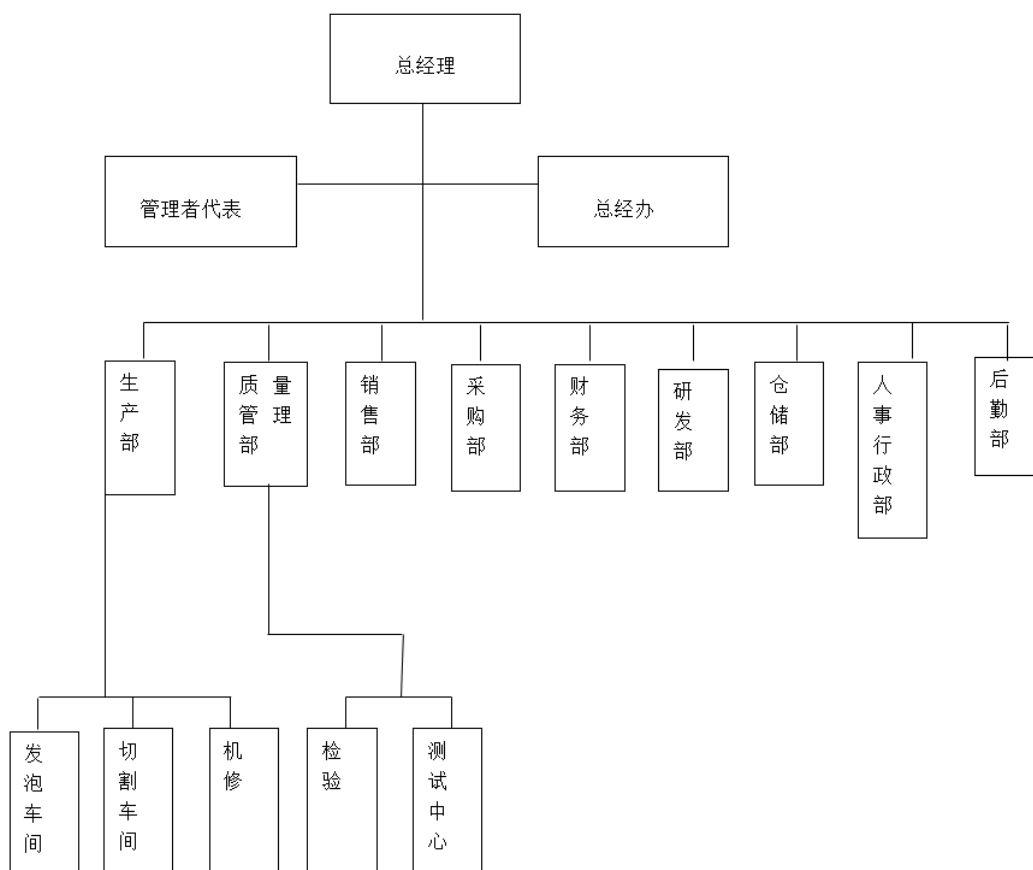 总经理
管理者代表
总经办
生产部
质量管理部
销售部
采购部
财务部
研发部
仓储部
人事行政部
后勤部
发泡车间
切割车间
机修
检验
测试中心